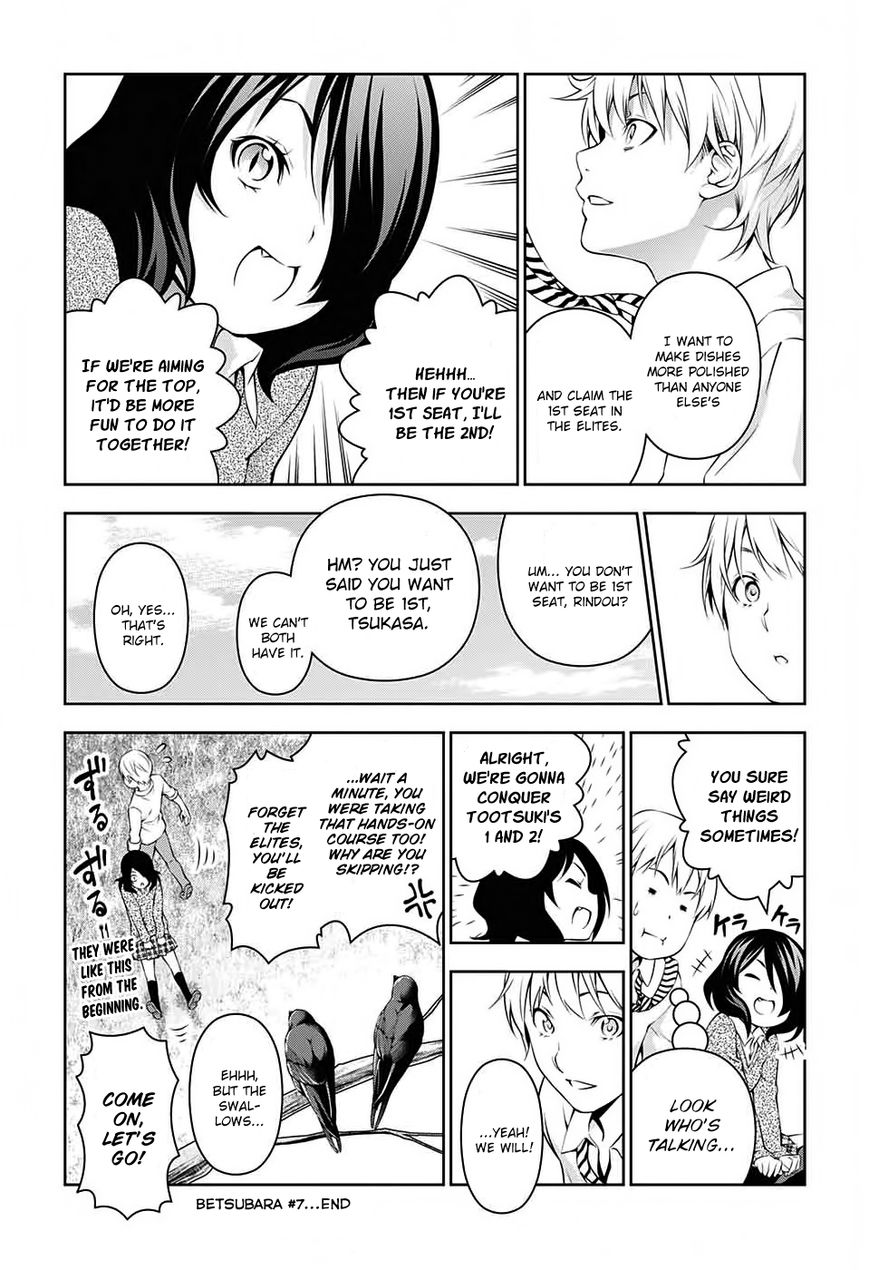 I WANT TO
MAKE DISHES
MORE POLISHED
THAN ANYONE
ELSE'S
AND CLAIM THE
1ST SEAT IN
THE ELITES.
HEHHH...
THEN IF YOU'RE
1ST SEAT, I'LL
BE THE 2ND!
IF WE'RE AIMING
FOR THE TOP,
IT'D BE MORE
FUN TO DO IT
TOGETHER!
UM... YOU DON'T
WANT TO BE 1ST
SEAT, RINDOU?
HM? YOU JUST
SAID YOU WANT
TO BE 1ST,
TSUKASA.
WE CAN'T
BOTH
HAVE IT.
OH, YES...
THAT'S
RIGHT.
YOU SURE
SAY WEIRD
THINGS
SOMETIMES!
ケラ
ケラ
LOOK
WHO'S
TALKING...
ALRIGHT,
WE'RE GONNA
CONQUER
TOOTSUKI'S
1 AND 2!
...YEAH!
WE WILL!
...WAIT A
MINUTE, YOU
WERE TAKING
THAT HANDS-ON
COURSE TOO!
WHY ARE YOU
SKIPPING!?
FORGET
THE
ELITES,
YOU'LL
BE
KICKED
OUT!
EHHH,
BUT THE
SWAL-
LOWS...
ずるずる
THEY WERE
LIKE THIS
FROM THE
BEGINNING.
COME
ON,
LET'S
GO!
BETSUBARA #7...END